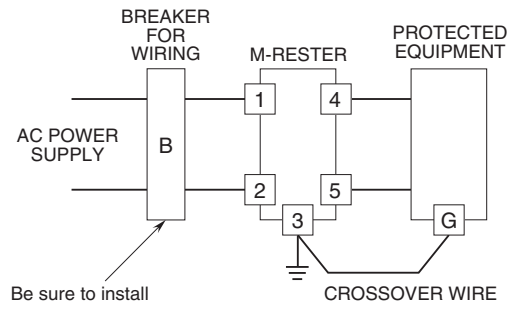 BREAKER
FOR
WIRING
M-RESTER
PROTECTED
EQUIPMENT
1
4
AC POWER
SUPPLY
B
2
5
3
G
Be sure to install
CROSSOVER WIRE